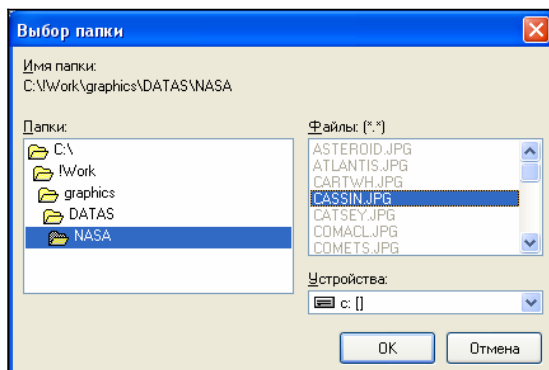 Выбор папки
Имя папки:
C:\!Work\graphics\DATAS\NASA
Папки:
C:\
!Work
graphics
DATAS
NASA
Файлы: (*.*)
ASTEROID.JPG
ATLANTIS.JPG
CARTWH.JPG
CASSIN.JPG
CATSEY.JPG
COMACL.JPG
COMETS.JPG
Устройства:
c: []
OK
Отмена